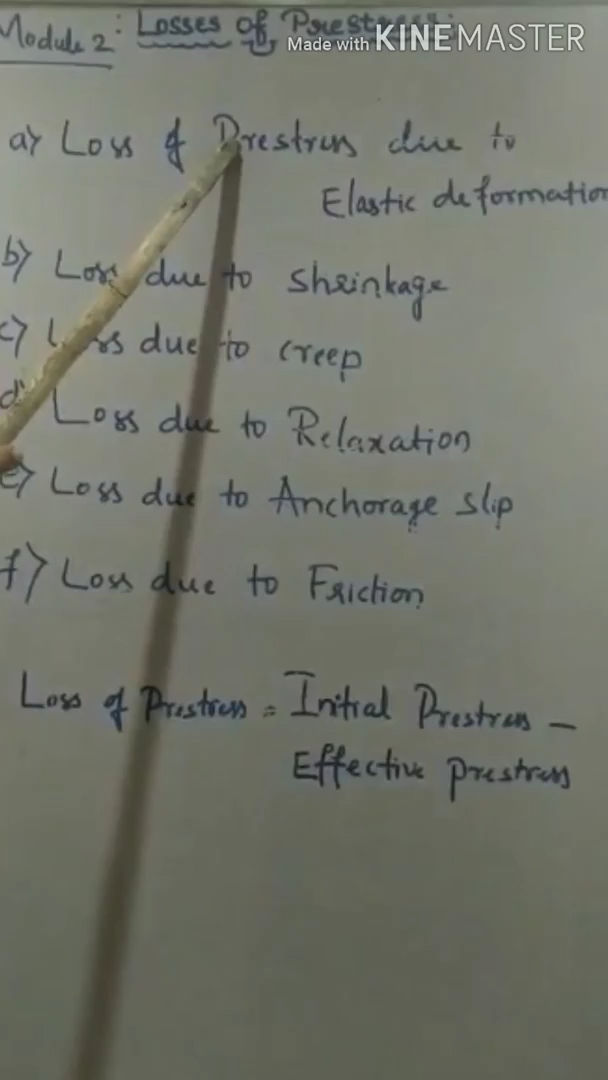 Module 2: Losses of Prestress:
Made with KINEMASTER
a) Loss of Prestress due to
Elastic deformation
b) Loss due to Shrinkage
c) Loss due to creep
d) Loss due to Relaxation
e) Loss due to Anchorage slip
f) Loss due to Friction
Loss of Prestress = Initial Prestress -
Effective prestress